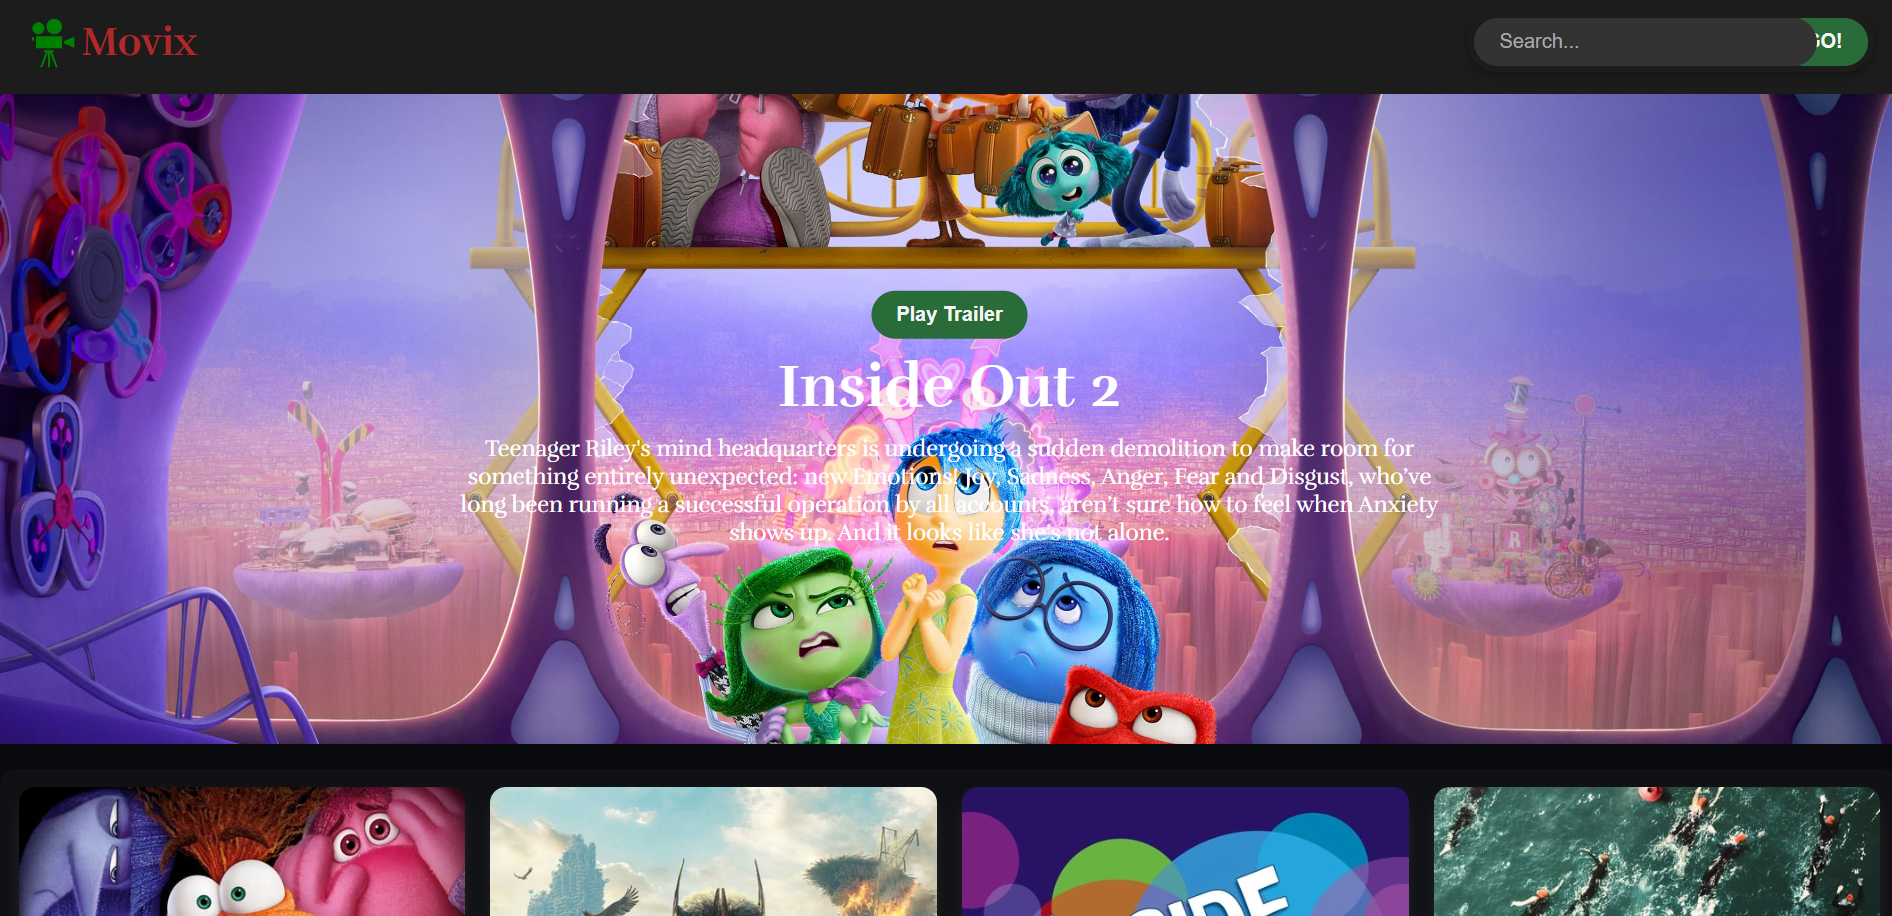 Movix
Search...
GO!
Play Trailer
Inside Out 2
Teenager Riley's mind headquarters is undergoing a sudden demolition to make room for
something entirely unexpected: new Emotions! Joy, Sadness, Anger, Fear and Disgust, who’ve
long been running a successful operation by all accounts, aren’t sure how to feel when Anxiety
shows up. And it looks like she’s not alone.
R